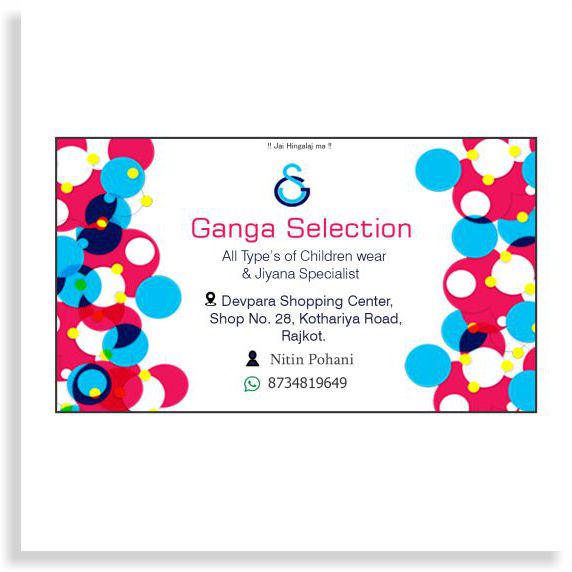 !! Jai Hingalaj ma !!
GS
Ganga Selection
All Type's of Children wear
& Jiyana Specialist
Devpara Shopping Center,
Shop No. 28, Kothariya Road,
Rajkot.
Nitin Pohani
8734819649